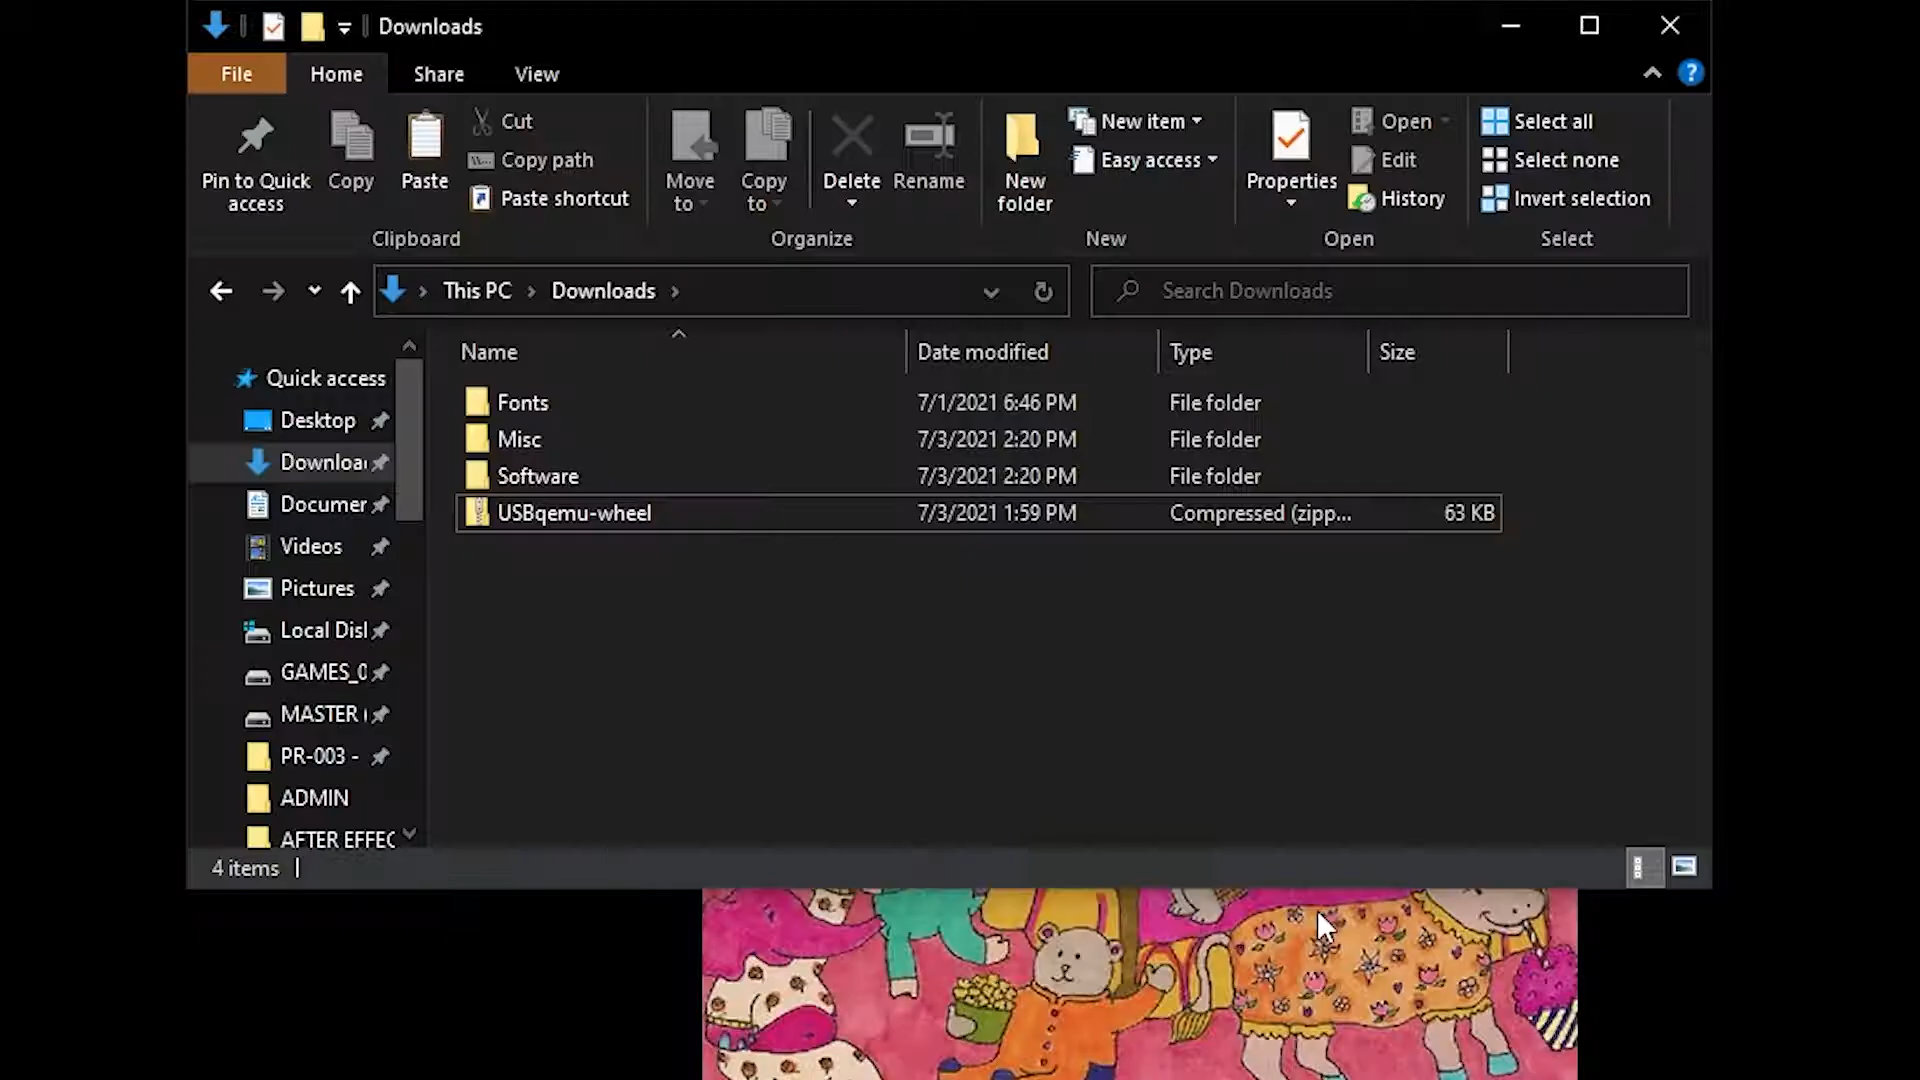 Downloads
File Home Share View
Pin to Quick access
Copy
Paste
Cut
Copy path
Paste shortcut
Clipboard
Move to
Copy to
Delete
Rename
Organize
New folder
New item
Easy access
New
Properties
Open
Edit
History
Open
Select all
Select none
Invert selection
Select
This PC Downloads
Search Downloads
Name Date modified Type Size
Fonts 7/1/2021 6:46 PM File folder
Misc 7/3/2021 2:20 PM File folder
Software 7/3/2021 2:20 PM File folder
USBqemu-wheel 7/3/2021 1:59 PM Compressed (zipp... 63 KB
Quick access
Desktop
Downloa
Documer
Videos
Pictures
Local Disl
GAMES_0
MASTER (
PR-003 -
ADMIN
AFTER EFFEC
4 items